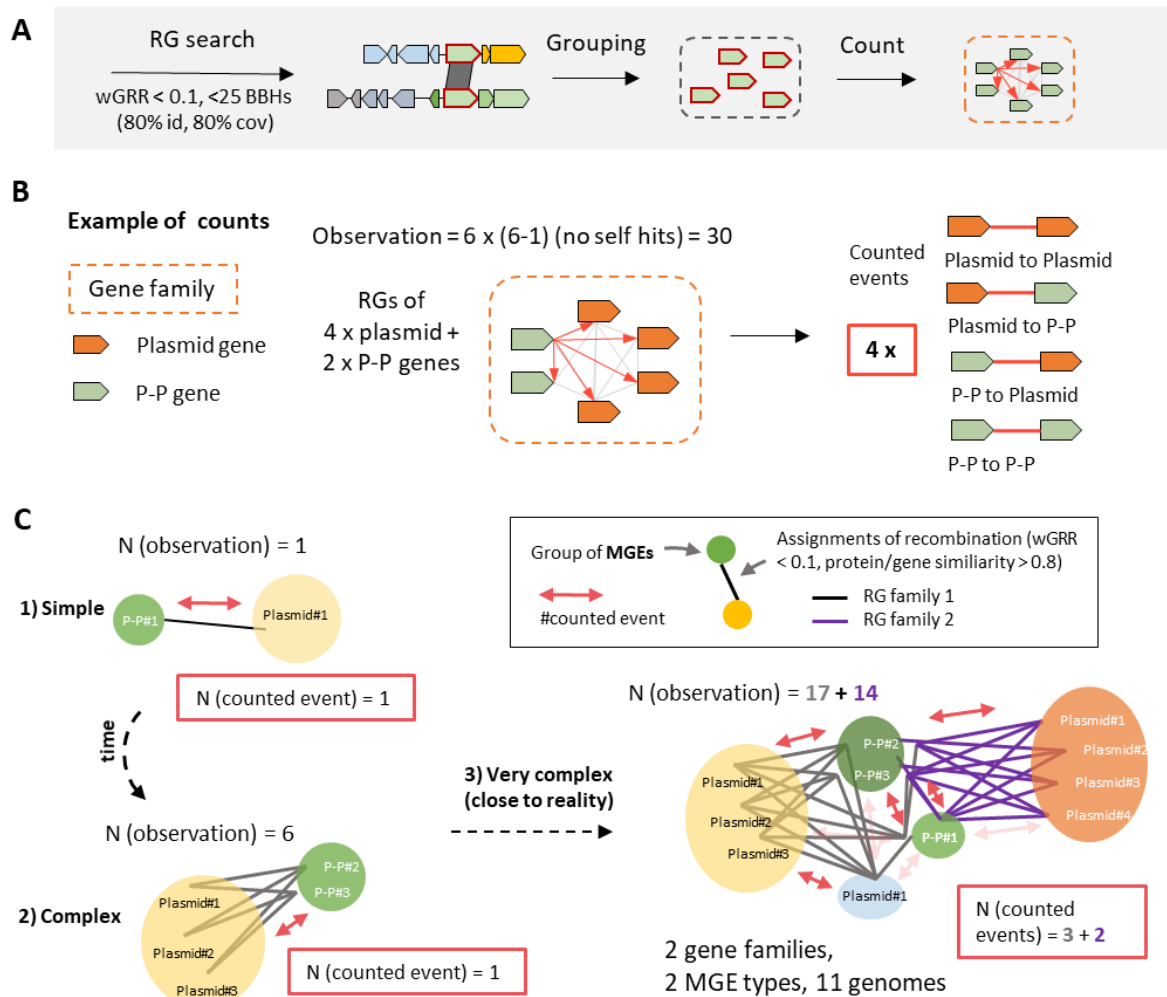 A
RG search
wGRR < 0.1, <25 BBHs
(80% id, 80% cov)
Grouping
Count
B
Example of counts
Gene family
Plasmid gene
P-P gene
Observation = 6 x (6-1) (no self hits) = 30
RGs of
4 x plasmid +
2 x P-P genes
Counted
events
4 x
Plasmid to Plasmid
Plasmid to P-P
P-P to Plasmid
P-P to P-P
C
N (observation) = 1
1) Simple
P-P#1
Plasmid#1
N (counted event) = 1
time
N (observation) = 6
2) Complex
P-P#2
P-P#3
Plasmid#1
Plasmid#2
Plasmid#3
N (counted event) = 1
Group of MGEs
#counted event
Assignments of recombination (wGRR
< 0.1, protein/gene similiarity > 0.8)
RG family 1
RG family 2
3) Very complex
(close to reality)
N (observation) = 17 + 14
Plasmid#1
Plasmid#2
Plasmid#3
P-P#2
P-P#3
P-P#1
Plasmid#1
Plasmid#1
Plasmid#2
Plasmid#3
Plasmid#4
N (counted
events) = 3 + 2
2 gene families,
2 MGE types, 11 genomes